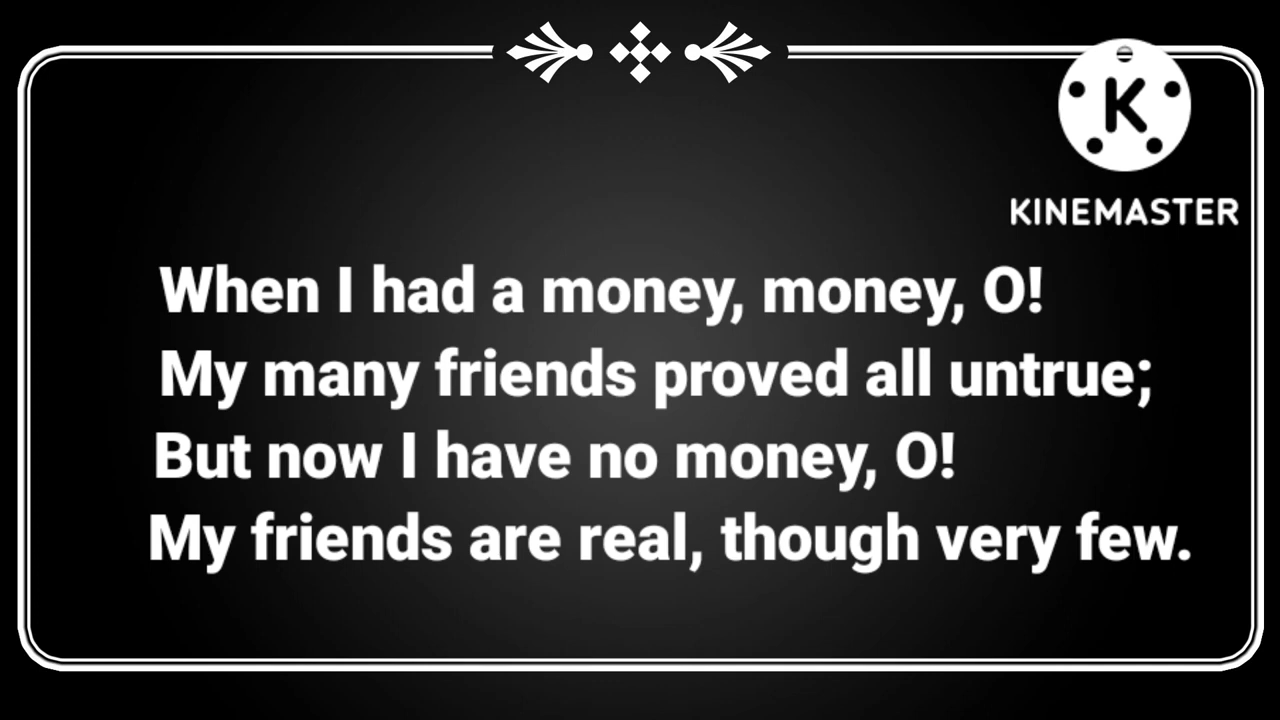 K
KINEMASTER
When I had a money, money, O!
My many friends proved all untrue;
But now I have no money, O!
My friends are real, though very few.